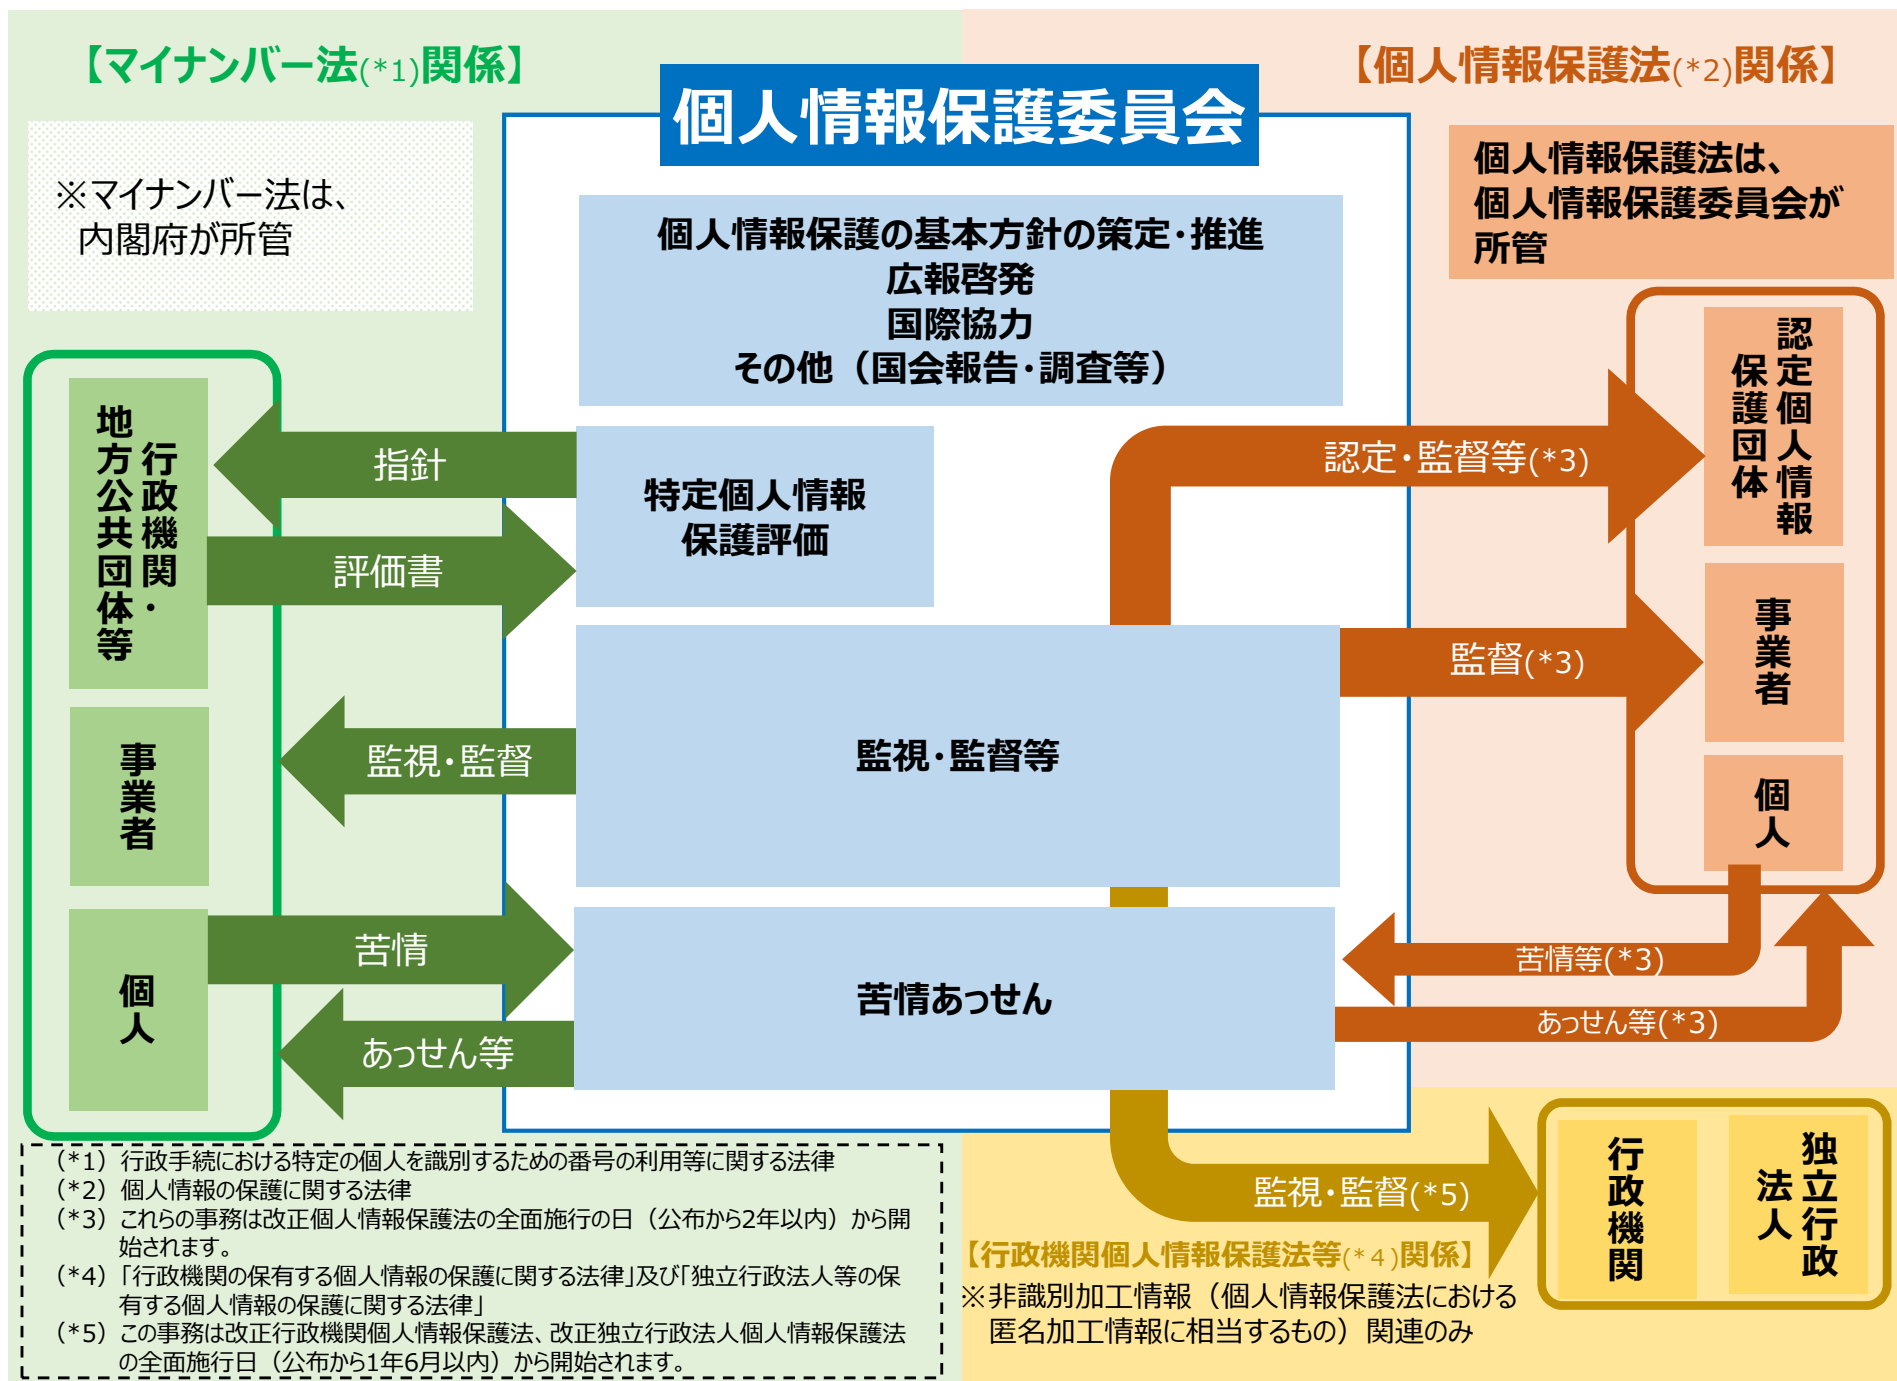 【マイナンバー法(*1)関係】
【個人情報保護法(*2)関係】
個人情報保護委員会
※マイナンバー法は、
内閣府が所管
個人情報保護法は、
個人情報保護委員会が
所管
個人情報保護の基本方針の策定・推進
広報啓発
国際協力
その他（国会報告・調査等）
行政機関・
地方公共団体等
事業者
個人
指針
評価書
監視・監督
苦情
あっせん等
特定個人情報
保護評価
監視・監督等
苦情あっせん
認定・監督等(*3)
監督(*3)
苦情等(*3)
あっせん等(*3)
認定個人情報
保護団体
事業者
個人
監視・監督(*5)
行政機関
独立行政
法人
【行政機関個人情報保護法等(*４)関係】
※非識別加工情報（個人情報保護法における
匿名加工情報に相当するもの）関連のみ
（*1）行政手続における特定の個人を識別するための番号の利用等に関する法律
（*2）個人情報の保護に関する法律
（*3）これらの事務は改正個人情報保護法の全面施行の日（公布から2年以内）から開
始されます。
（*4）「行政機関の保有する個人情報の保護に関する法律」及び「独立行政法人等の保
有する個人情報の保護に関する法律」
（*5）この事務は改正行政機関個人情報保護法、改正独立行政法人個人情報保護法
の全面施行日（公布から1年6月以内）から開始されます。